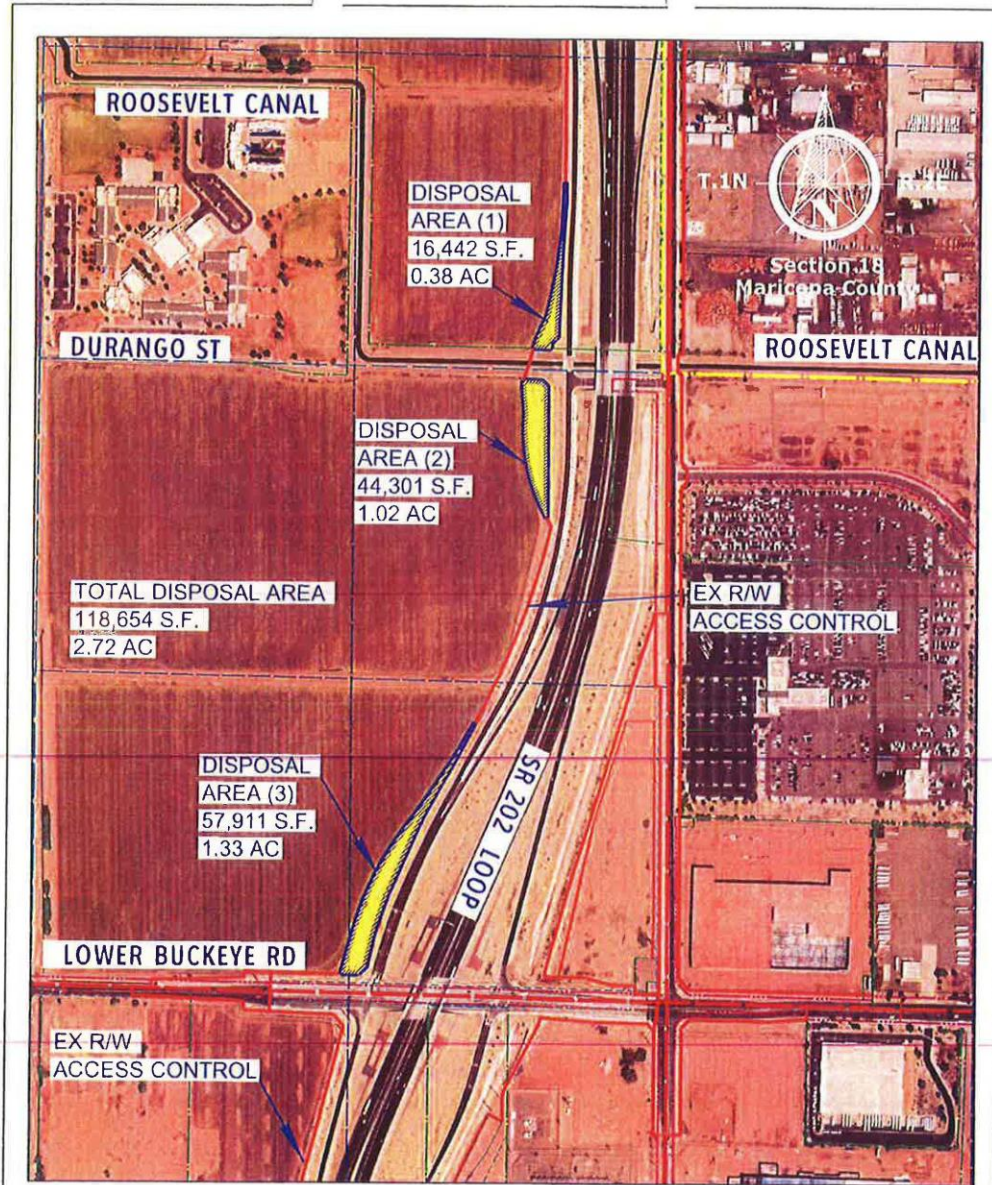 ROOSEVELT CANAL
DISPOSAL
AREA (1)
16,442 S.F.
0.38 AC
T.1N
R.2E
N
Section 18
Maricopa County
DURANGO ST
ROOSEVELT CANAL
DISPOSAL
AREA (2)
44,301 S.F.
1.02 AC
TOTAL DISPOSAL AREA
118,654 S.F.
2.72 AC
EX R/W
ACCESS CONTROL
DISPOSAL
AREA (3)
57,911 S.F.
1.33 AC
SR 202 LOOP
LOWER BUCKEYE RD
EX R/W
ACCESS CONTROL